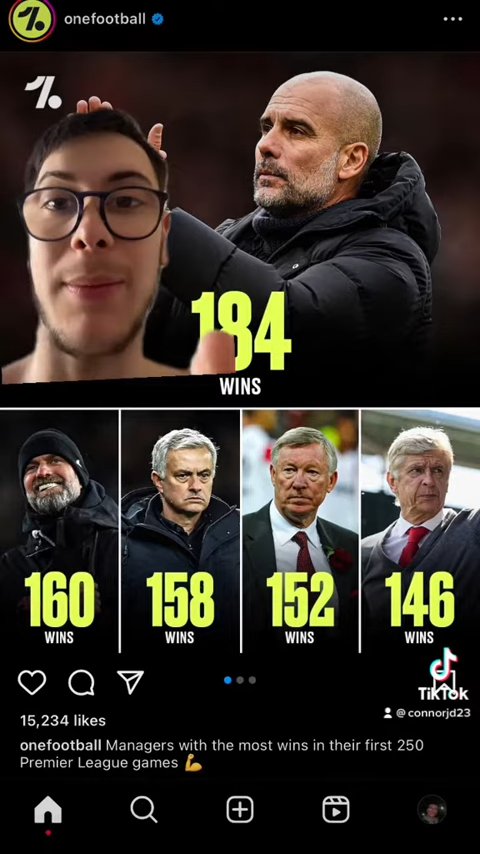 onefootball
184
WINS
160
WINS
158
WINS
152
WINS
146
WINS
TikTok
@connorjd23
15,234 likes
onefootball Managers with the most wins in their first 250
Premier League games 💪